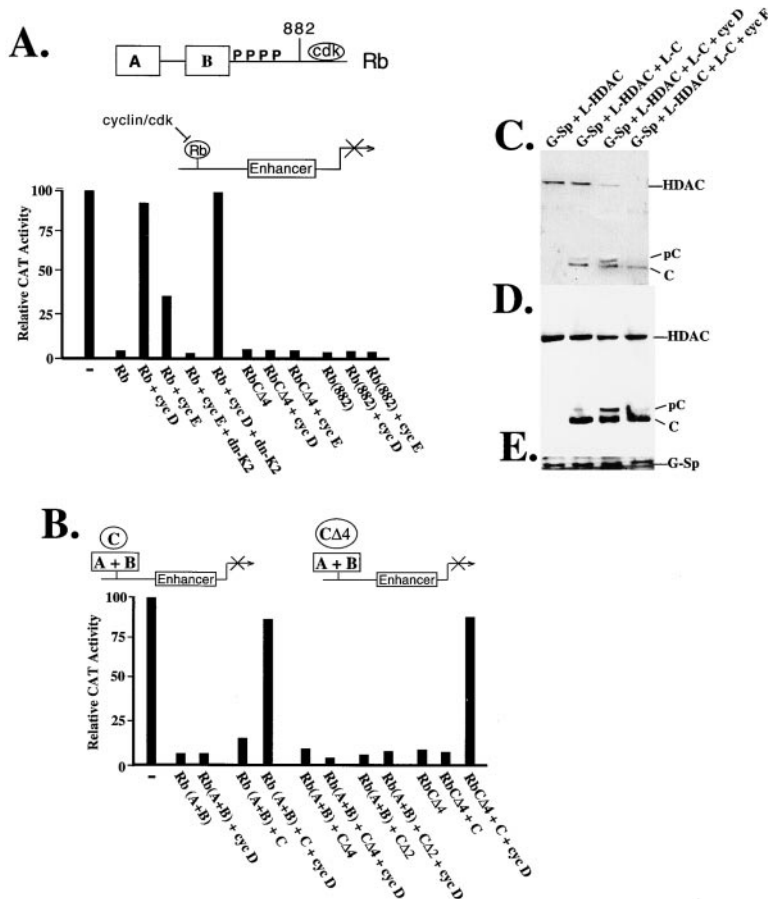 A.
A
B
P P P P
882
cdk
Rb
cyclin/cdk
Rb
Enhancer
Relative CAT Activity
100
75
50
25
0
-
Rb
Rb + cyc D
Rb + cyc E
Rb + cyc E + dn-K2
Rb + cyc D + dn-K2
RbCΔ4
RbCΔ4 + cyc D
RbCΔ4 + cyc E
Rb(882)
Rb(882) + cyc D
Rb(882) + cyc E
B.
C
A + B
Enhancer
CΔ4
A + B
Enhancer
Relative CAT Activity
100
75
50
25
0
-
Rb (A+B)
Rb(A+B) + cyc D
Rb (A+B) + C
Rb (A+B) + C + cyc D
Rb(A+B) + CΔ4
Rb(A+B) + CΔ4 + cyc D
Rb(A+B) + CΔ2
Rb(A+B) + CΔ2 + cyc D
RbCΔ4
RbCΔ4 + C
RbCΔ4 + C + cyc D
C.
G-Sp + L-HDAC
G-Sp + L-HDAC + L-C
G-Sp + L-HDAC + L-C + cyc D
G-Sp + L-HDAC + L-C + cyc E
HDAC
pC
C
D.
HDAC
pC
C
E.
G-Sp